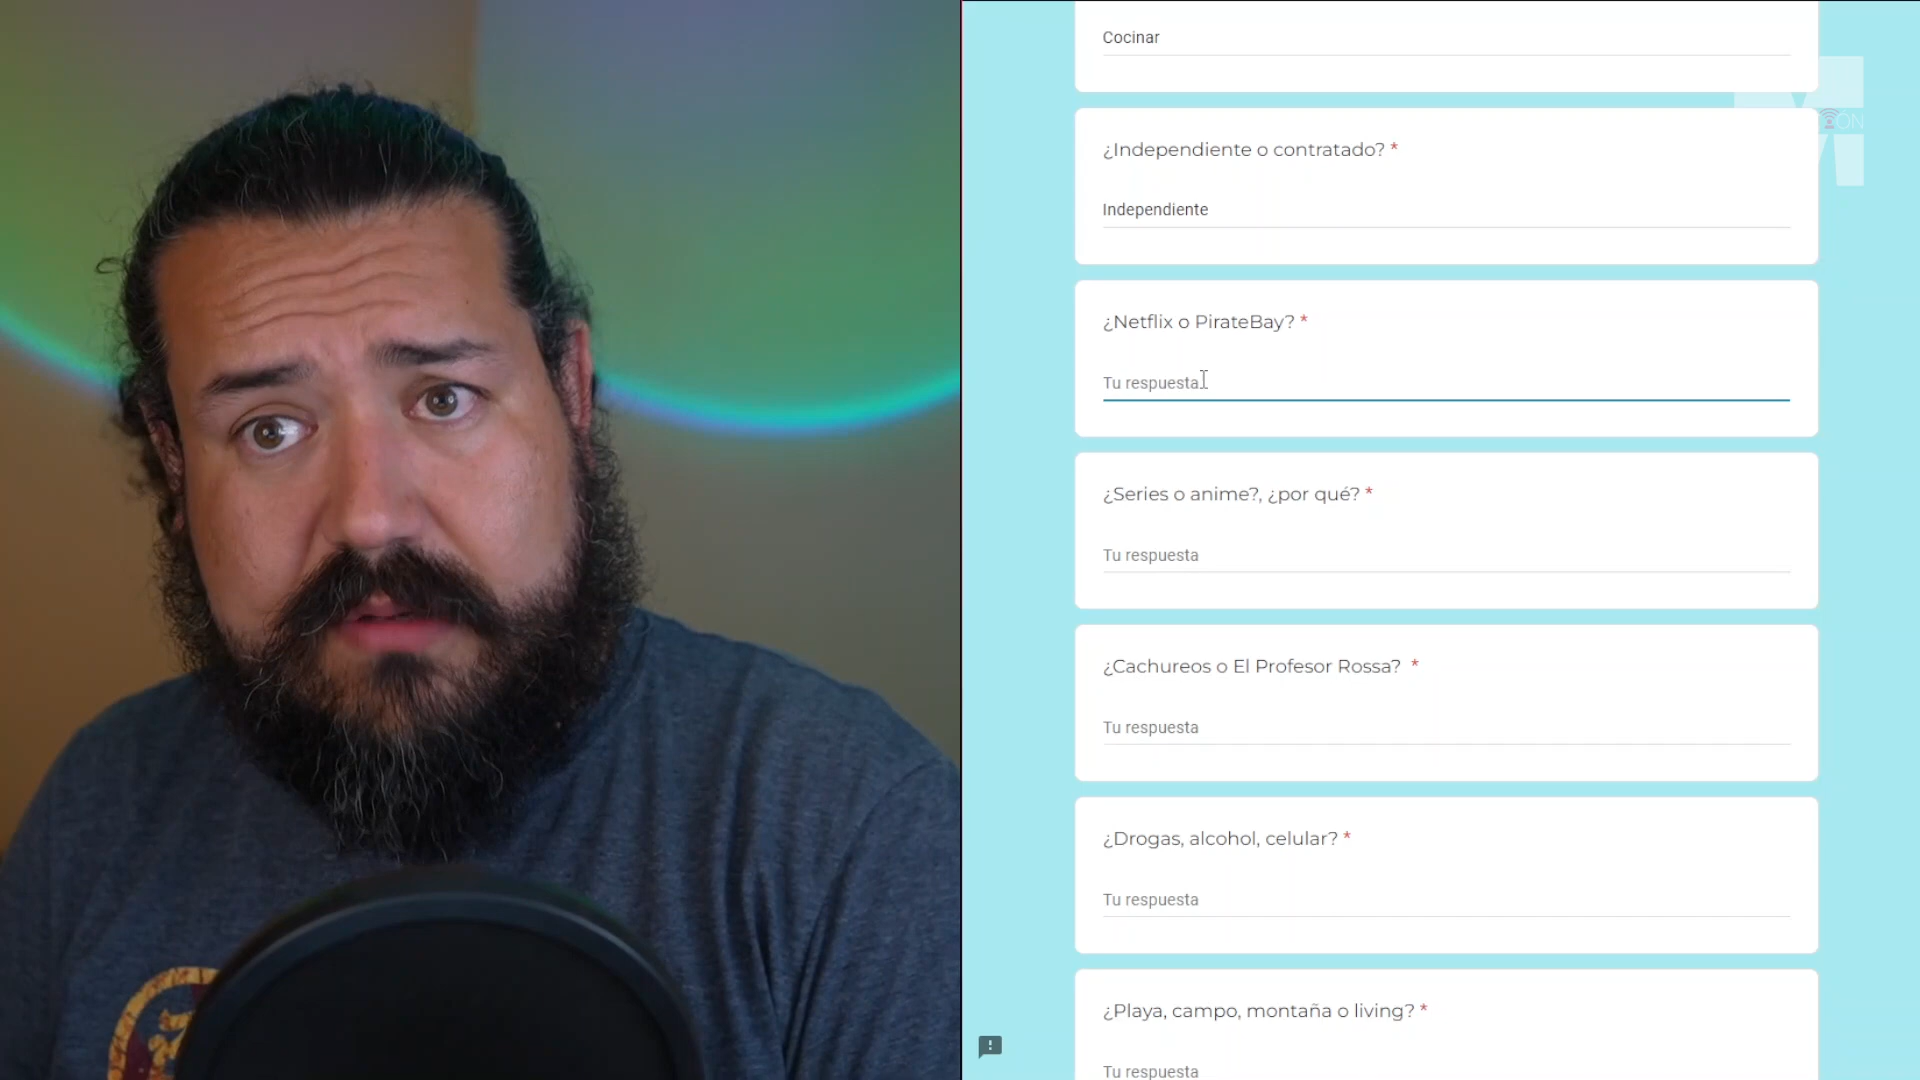 Cocinar
¿Independiente o contratado? *
Independiente
¿Netflix o PirateBay? *
Tu respuesta
¿Series o anime?, ¿por qué? *
Tu respuesta
¿Cachureos o El Profesor Rossa? *
Tu respuesta
¿Drogas, alcohol, celular? *
Tu respuesta
¿Playa, campo, montaña o living? *
Tu respuesta